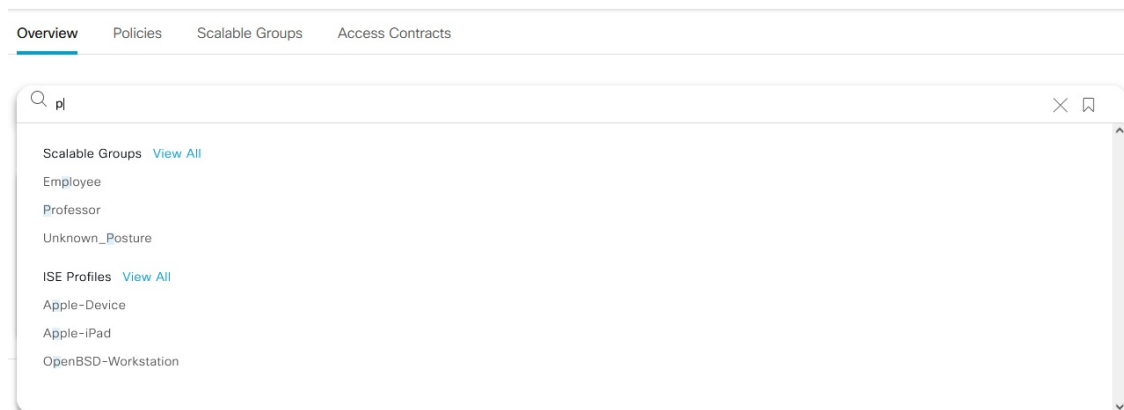 Overview Policies Scalable Groups Access Contracts
p
Scalable Groups View All
Employee
Professor
Unknown_Posture
ISE Profiles View All
Apple-Device
Apple-iPad
OpenBSD-Workstation